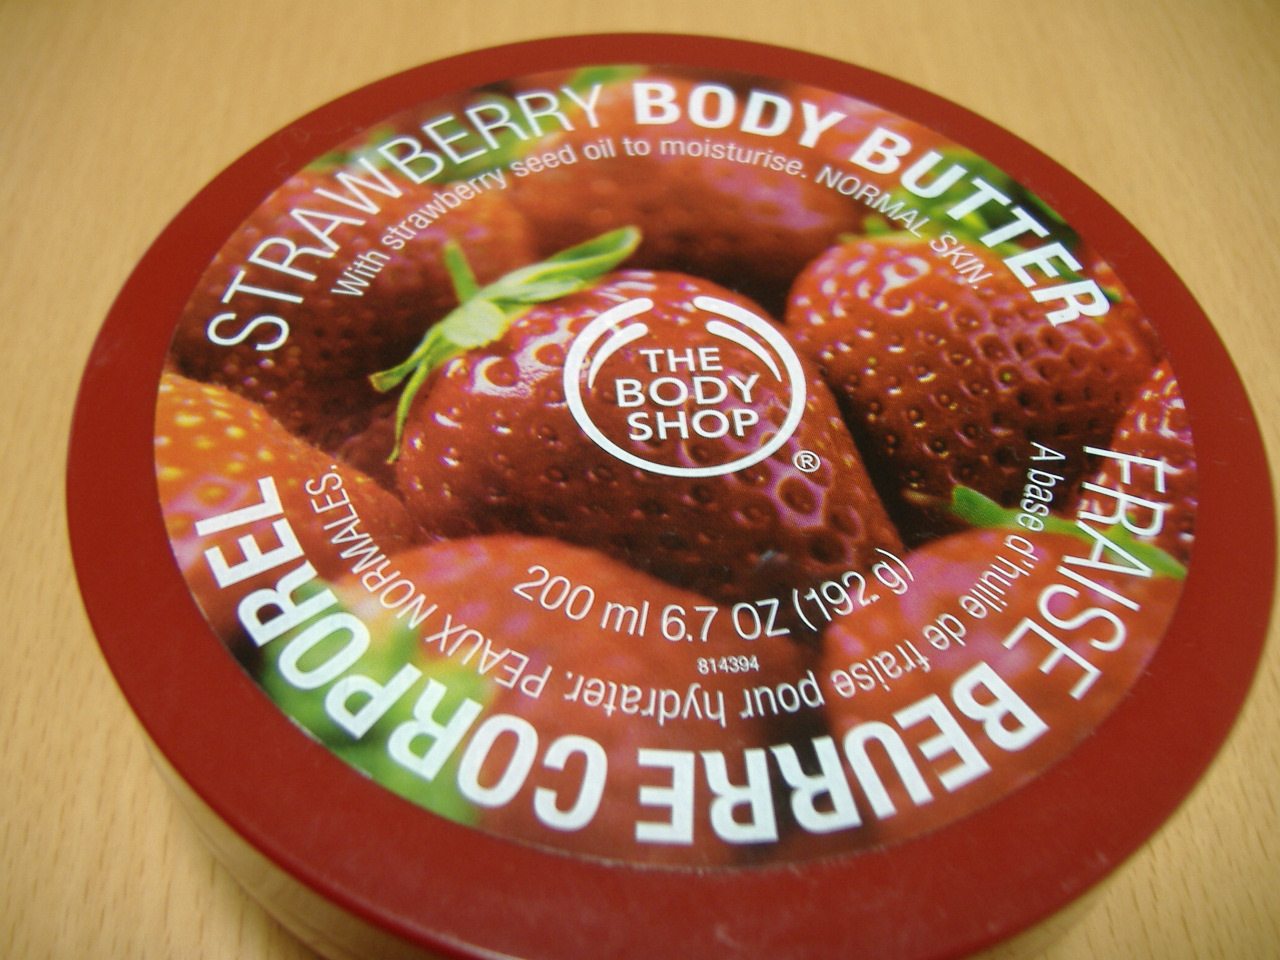 STRAWBERRY BODY BUTTER
With strawberry seed oil to moisturise. NORMAL SKIN.
THE
BODY
SHOP
®
200 ml 6.7 OZ (192 g)
814394
A base d'huile de fraise pour hydrater. PEAUX NORMALES.
FRAISE BEURRE CORPOREL